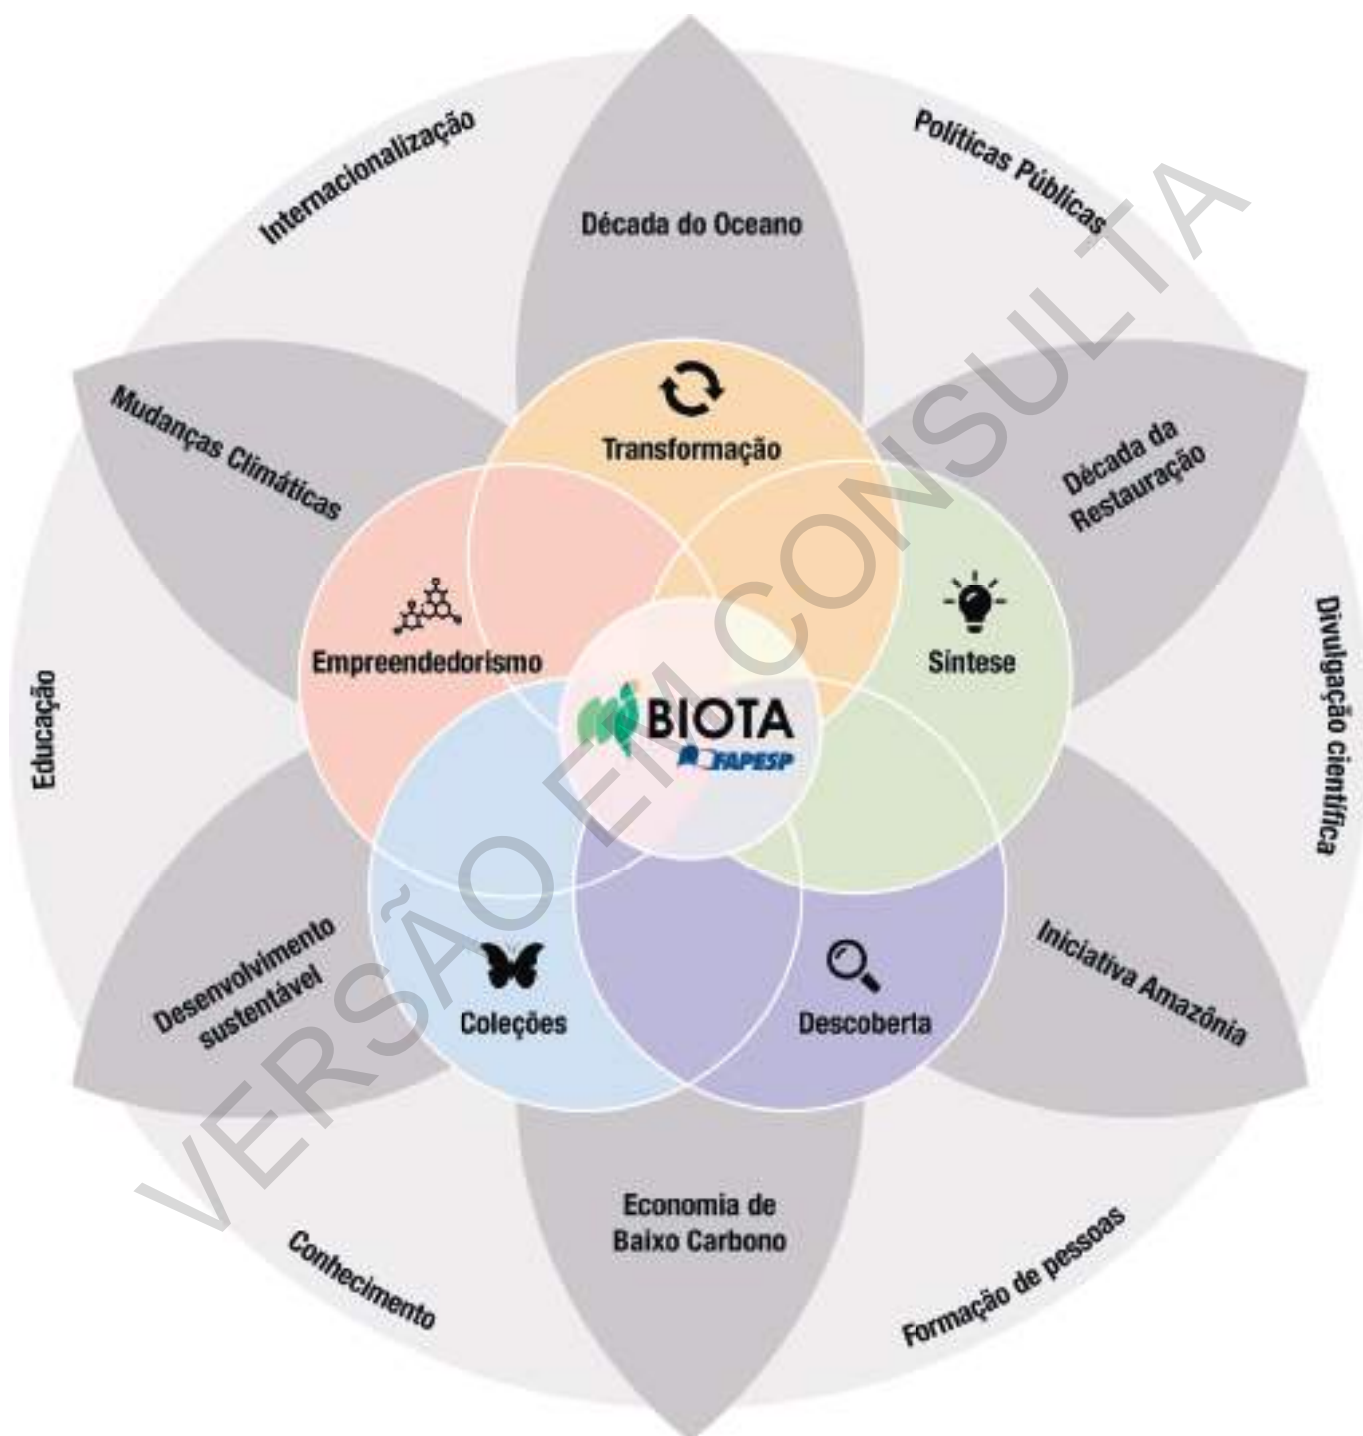 Internacionalização
Políticas Públicas
Década do Oceano
Mudanças Climáticas
Década da
Restauração
Transformação
Empreendedorismo
Síntese
Divulgação científica
Educação
BIOTA
FAPESP
Desenvolvimento
sustentável
Iniciativa Amazônia
Coleções
Descoberta
Economia de
Baixo Carbono
Conhecimento
Formação de pessoas
VERSÃO EM CONSULTA